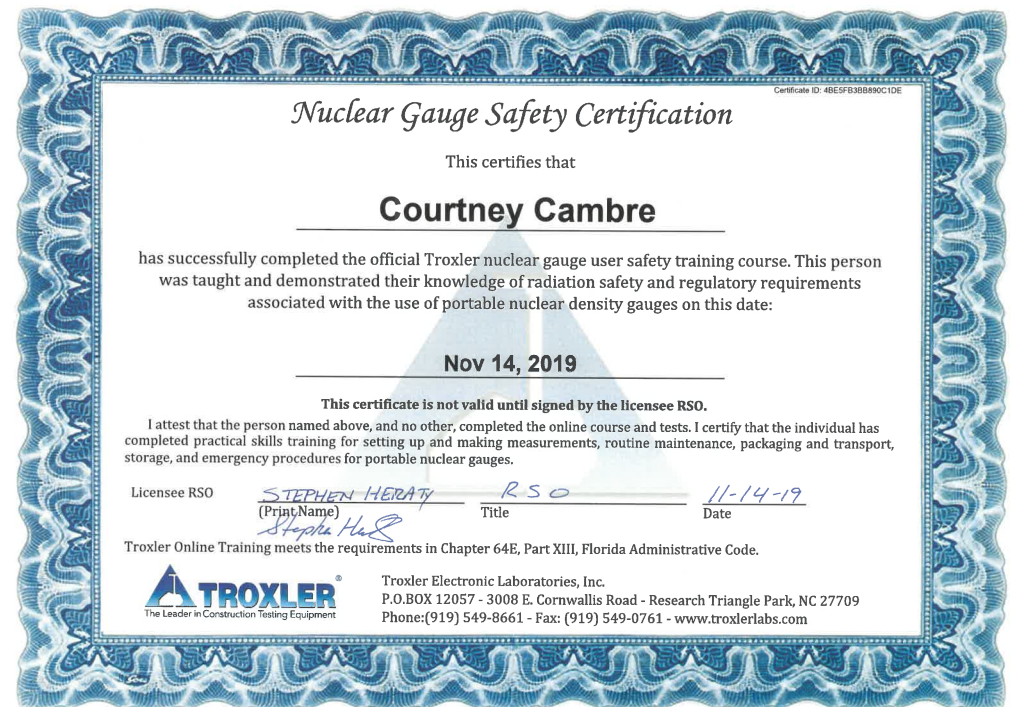 Certificate ID: 4BE5FB3BB890C1DE
Nuclear Gauge Safety Certification
This certifies that
Courtney Cambre
has successfully completed the official Troxler nuclear gauge user safety training course. This person
was taught and demonstrated their knowledge of radiation safety and regulatory requirements
associated with the use of portable nuclear density gauges on this date:
Nov 14, 2019
This certificate is not valid until signed by the licensee RSO.
I attest that the person named above, and no other, completed the online course and tests. I certify that the individual has
completed practical skills training for setting up and making measurements, routine maintenance, packaging and transport,
storage, and emergency procedures for portable nuclear gauges.
Licensee RSO STEPHEN HERATY RSO 11-14-19
(Print Name) Title Date
Troxler Online Training meets the requirements in Chapter 64E, Part XIII, Florida Administrative Code.
TROXLER®
The Leader in Construction Testing Equipment
Troxler Electronic Laboratories, Inc.
P.O.BOX 12057 - 3008 E. Cornwallis Road - Research Triangle Park, NC 27709
Phone:(919) 549-8661 - Fax: (919) 549-0761 - www.troxlerlabs.com
Goes